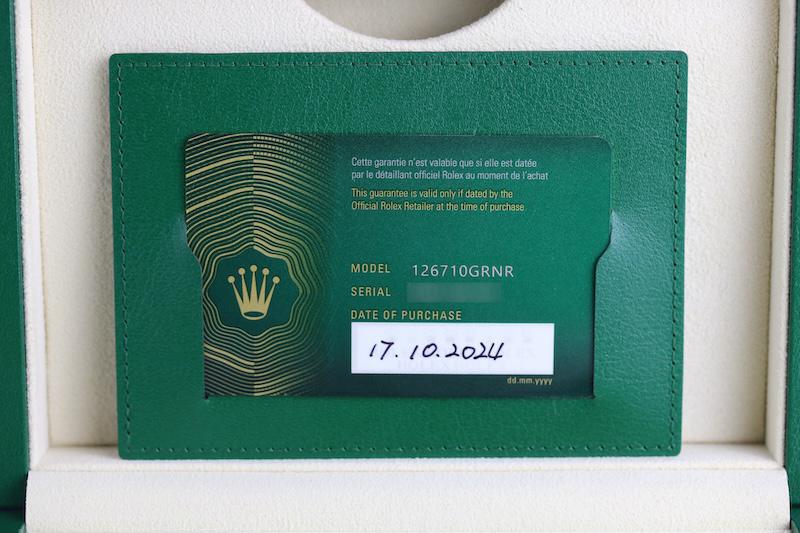 Cette garantie n'est valable que si elle est datée
par le détaillant officiel Rolex au moment de l'achat
This guarantee is valid only if dated by the
Official Rolex Retailer at the time of purchase
MODEL 126710GRNR
SERIAL
DATE OF PURCHASE
17.10.2024
dd.mm.yyyy